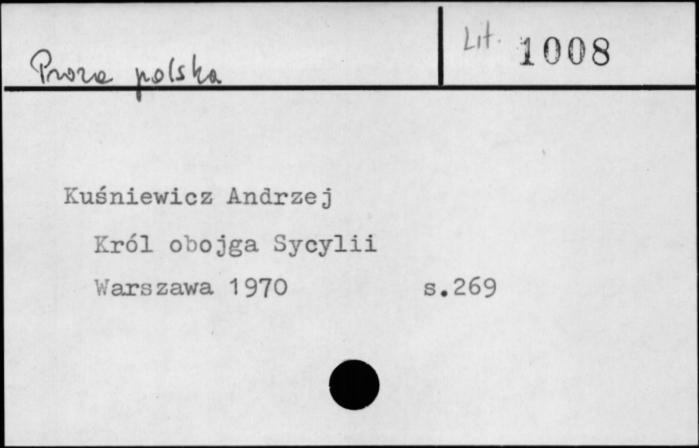 Proza polska
Lit. 1008
Kuśniewicz Andrzej
Król obojga Sycylii
Warszawa 1970 s.269